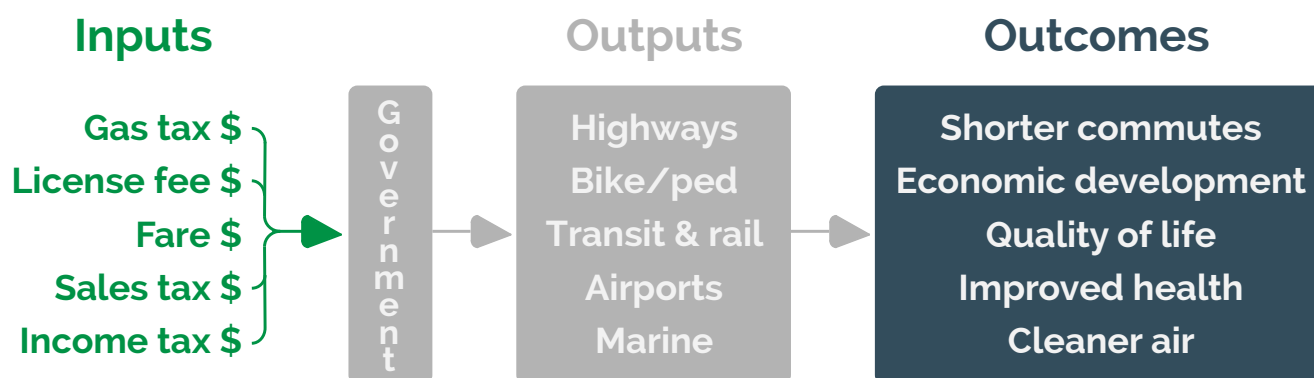 Inputs
Gas tax $
License fee $
Fare $
Sales tax $
Income tax $
Government
Outputs
Highways
Bike/ped
Transit & rail
Airports
Marine
Outcomes
Shorter commutes
Economic development
Quality of life
Improved health
Cleaner air